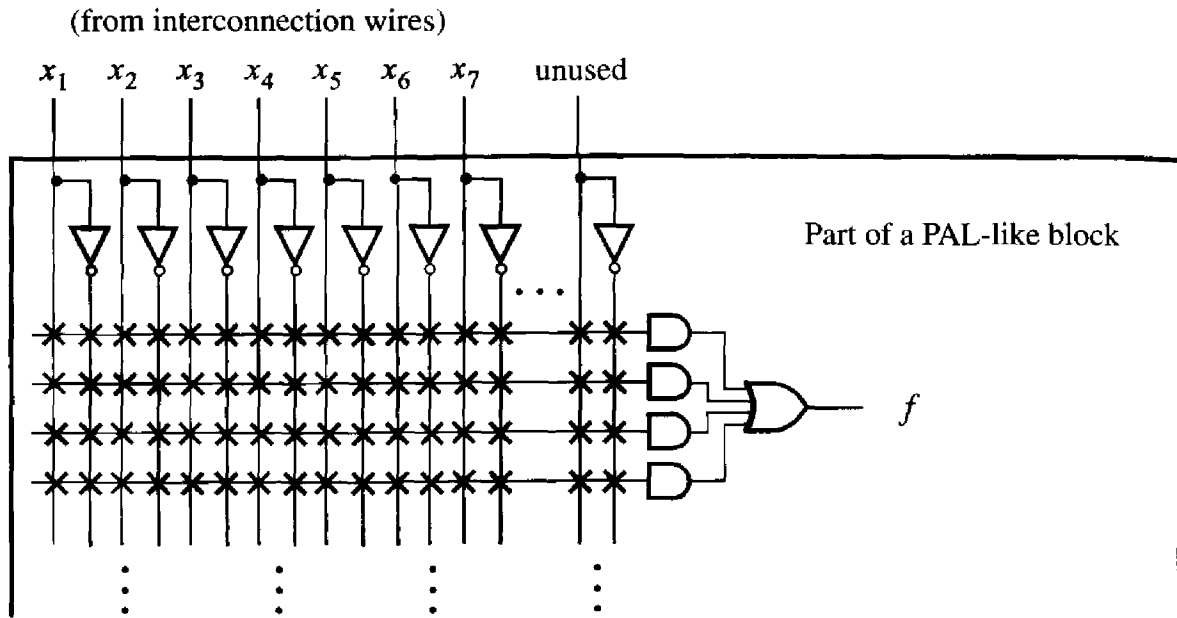 (from interconnection wires)
x₁ x₂ x₃ x₄ x₅ x₆ x₇ unused
Part of a PAL-like block
f